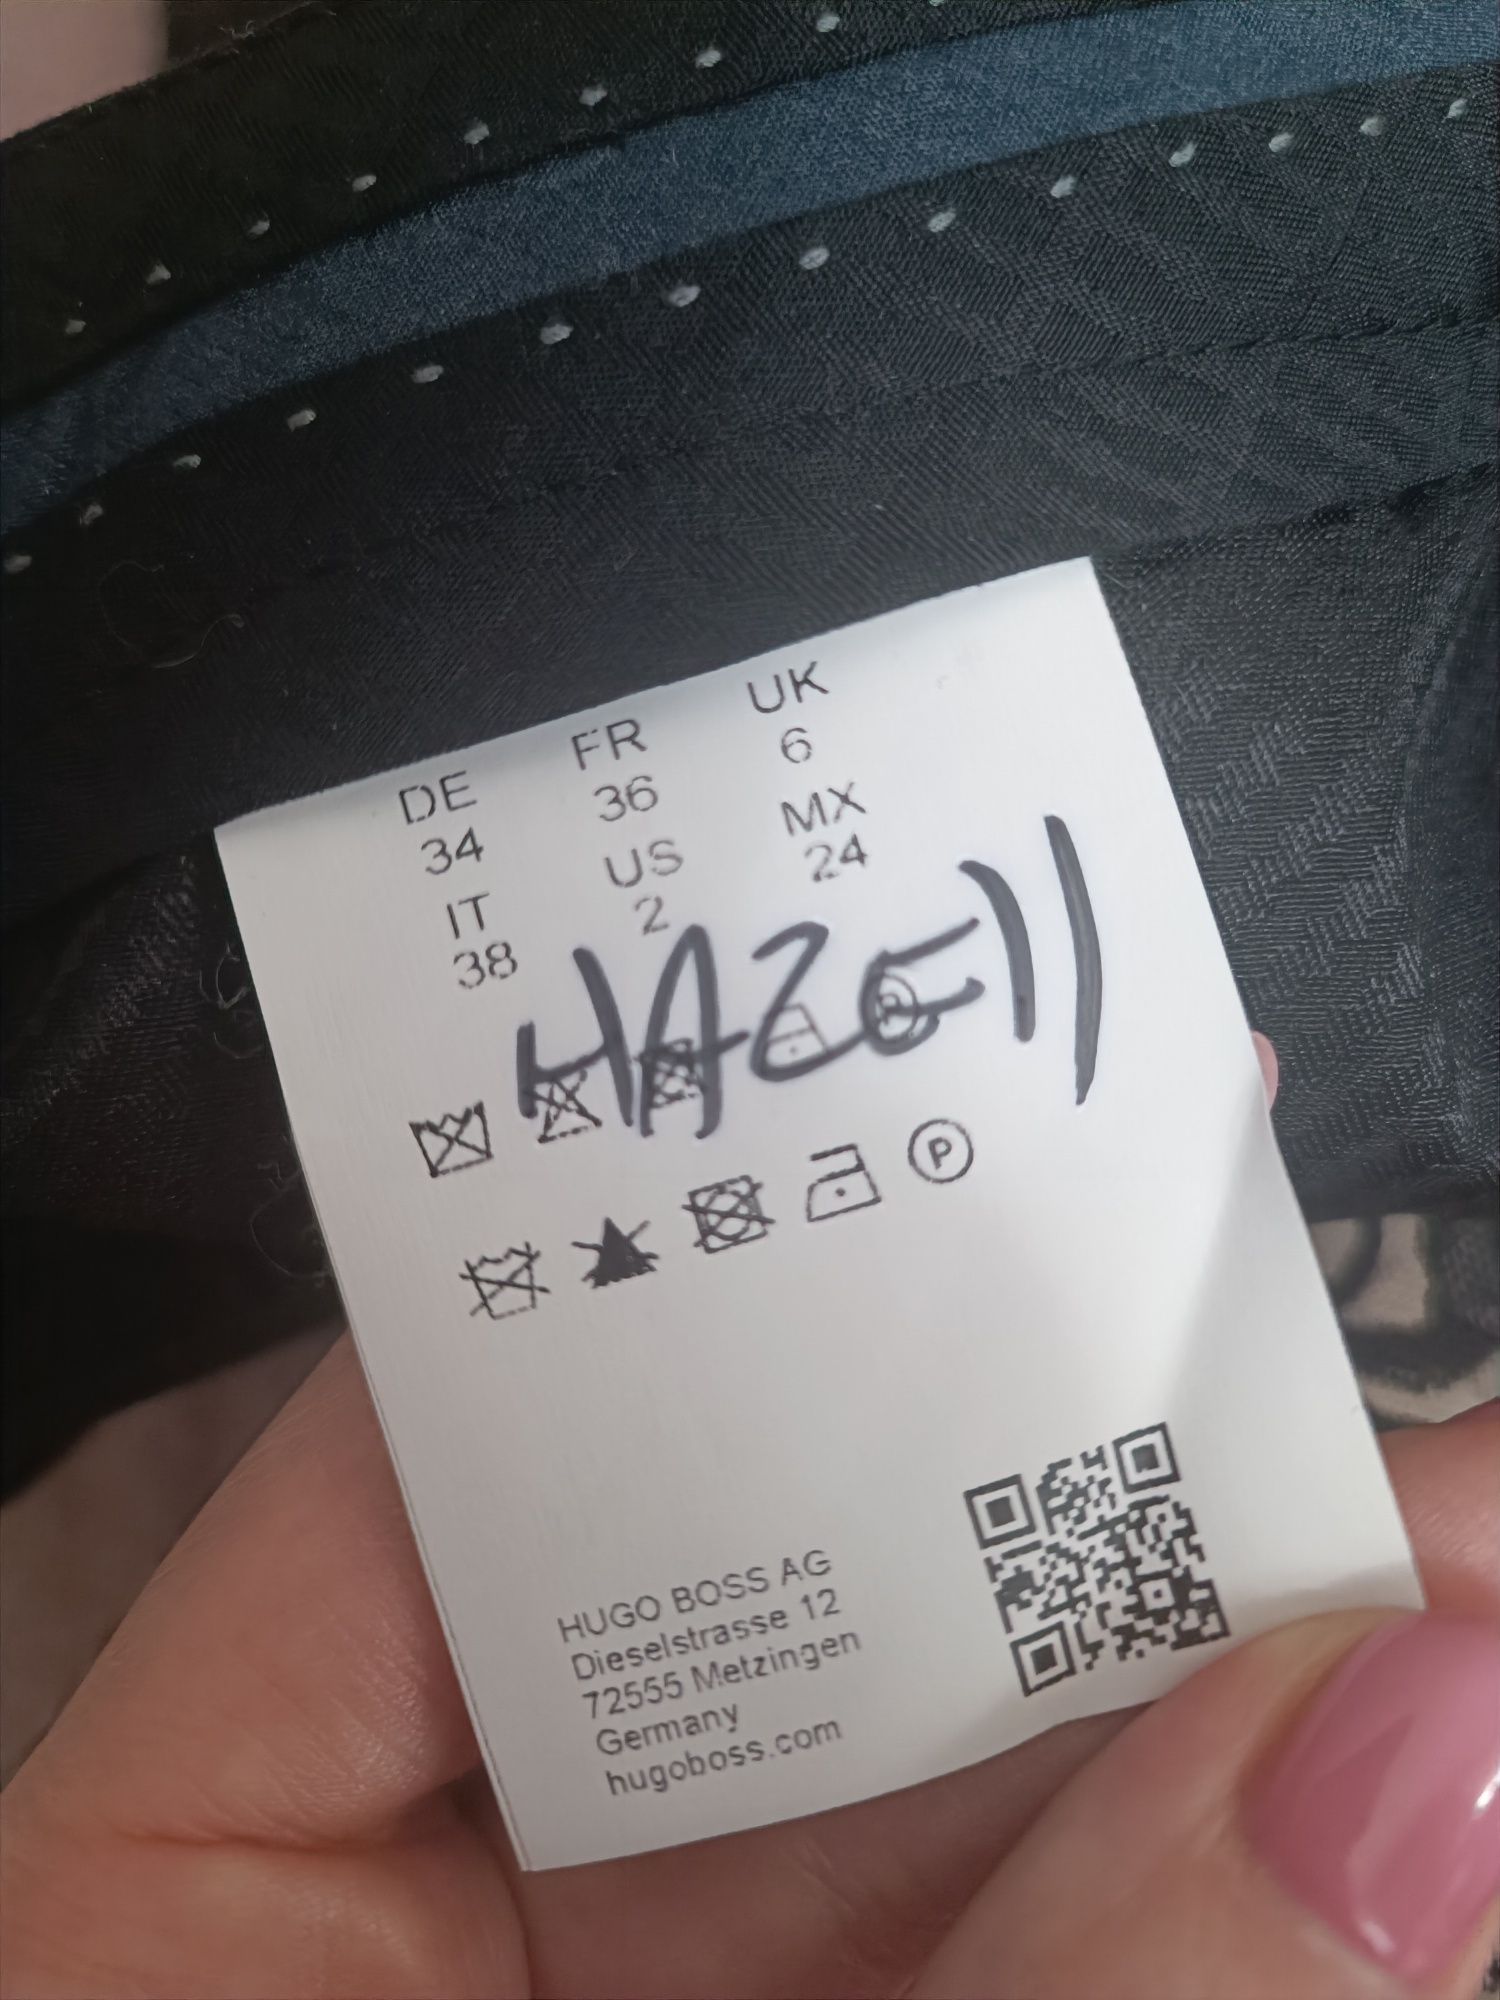 DE FR UK
34 36 6
IT US MX
38 2 24
HAZell
P
P
HUGO BOSS AG
Dieselstrasse 12
72555 Metzingen
Germany
hugoboss.com